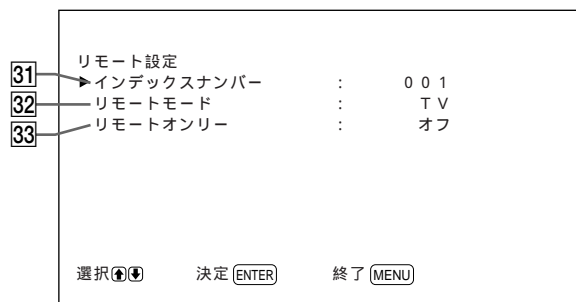 リモート設定
31 ▶インデックスナンバー : 001
32 リモートモード : TV
33 リモートオンリー : オフ
選択 決定 ENTER 終了 MENU